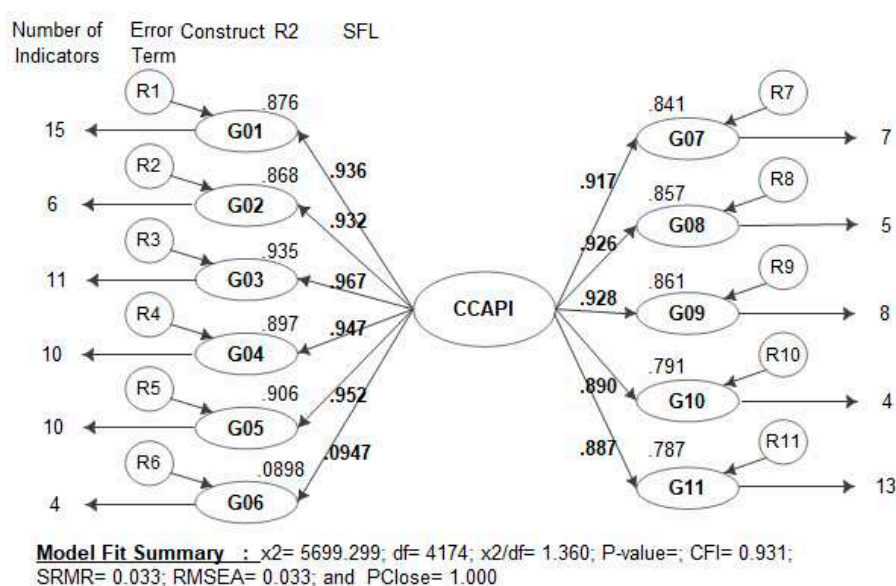 Number of Indicators Error Term Construct R2 SFL
R1 .876 .841 R7
15 G01 G07 7
.936 .917
R2 .868 .857 R8
6 G02 G08 5
.932 .926
R3 .935 .861 R9
11 G03 .967 CCAPI .928 G09 8
R4 .897 .791 R10
10 G04 .947 .890 G10 4
R5 .906 .787 R11
10 G05 .952 .887 G11 13
R6 .0898 .0947
4 G06
Model Fit Summary : x2= 5699.299; df= 4174; x2/df= 1.360; P-value=; CFI= 0.931;
SRMR= 0.033; RMSEA= 0.033; and PClose= 1.000